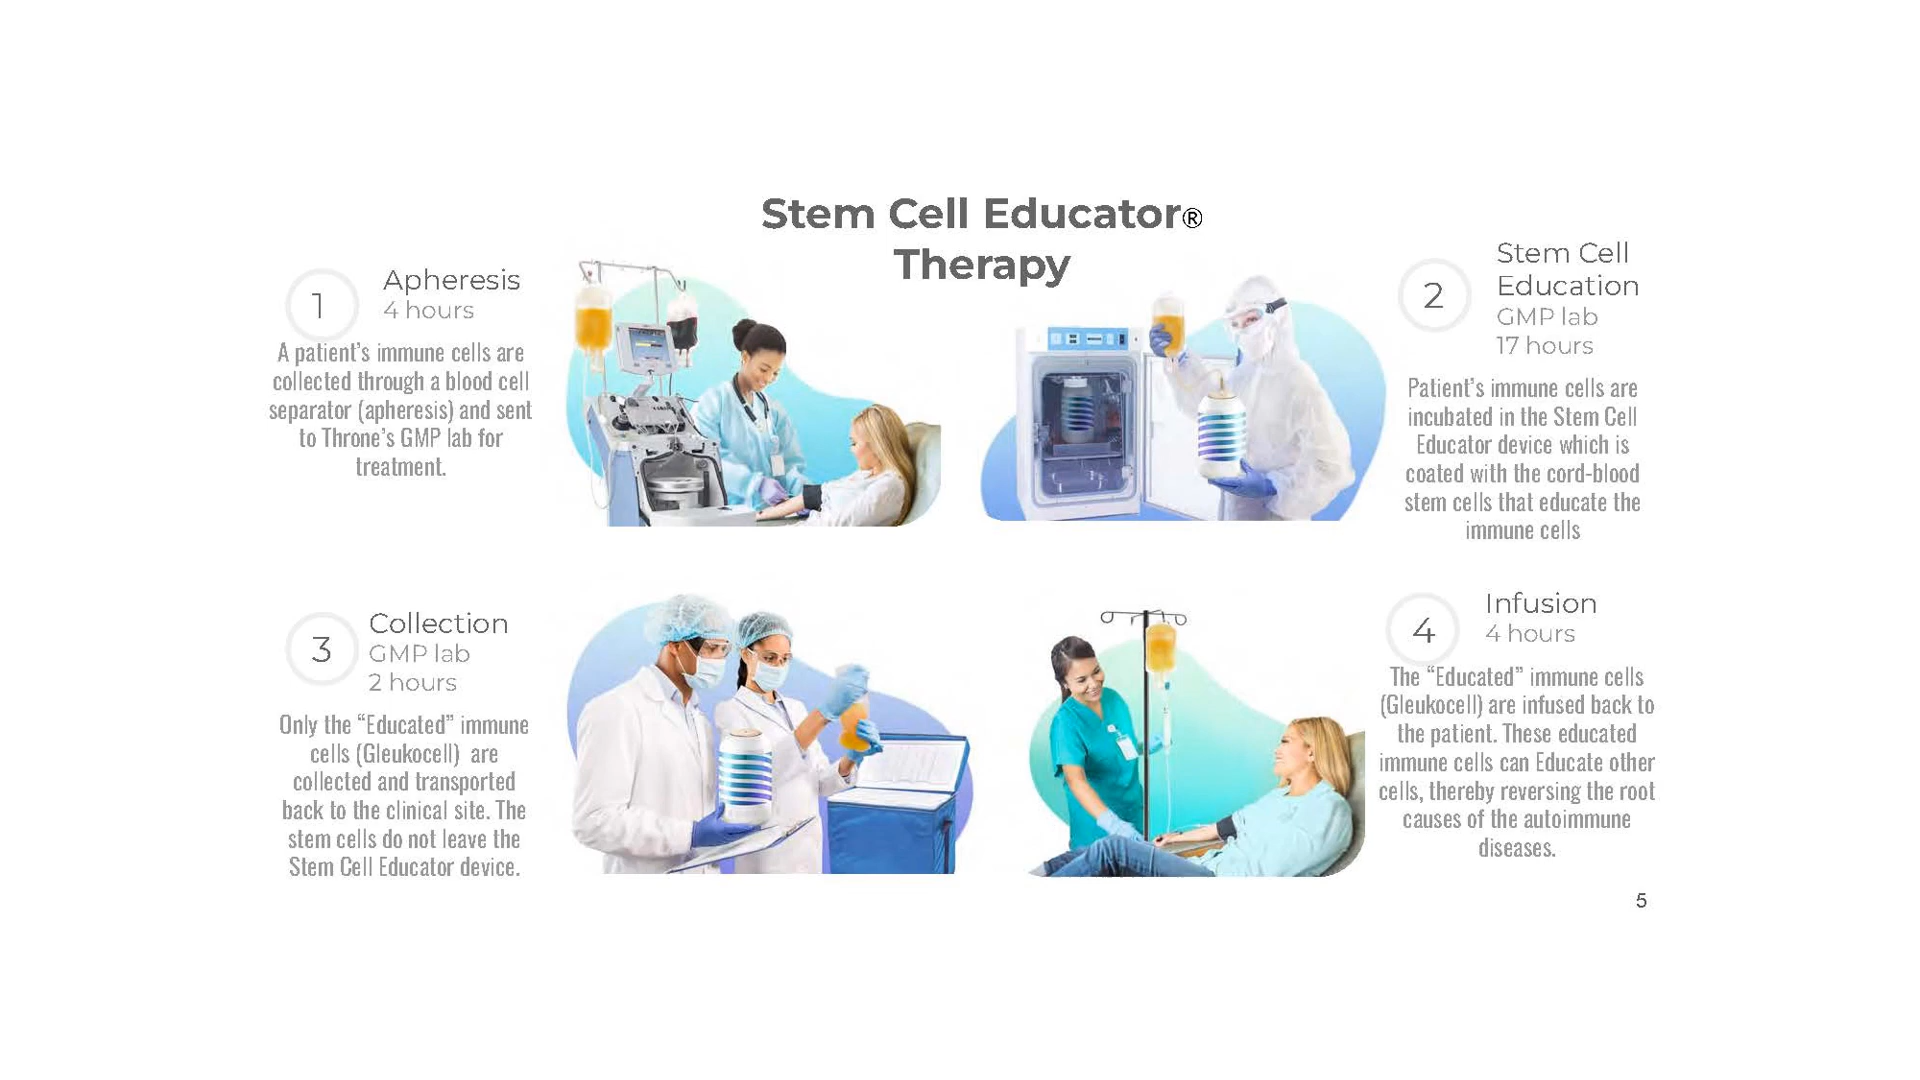 Stem Cell Educator®
Therapy
1
Apheresis
4 hours
A patient's immune cells are
collected through a blood cell
separator (apheresis) and sent
to Throne's GMP lab for
treatment.
2
Stem Cell
Education
GMP lab
17 hours
Patient's immune cells are
incubated in the Stem Cell
Educator device which is
coated with the cord-blood
stem cells that educate the
immune cells
3
Collection
GMP lab
2 hours
Only the “Educated” immune
cells (Gleukocell) are
collected and transported
back to the clinical site. The
stem cells do not leave the
Stem Cell Educator device.
4
Infusion
4 hours
The “Educated” immune cells
(Gleukocell) are infused back to
the patient. These educated
immune cells can Educate other
cells, thereby reversing the root
causes of the autoimmune
diseases.
5